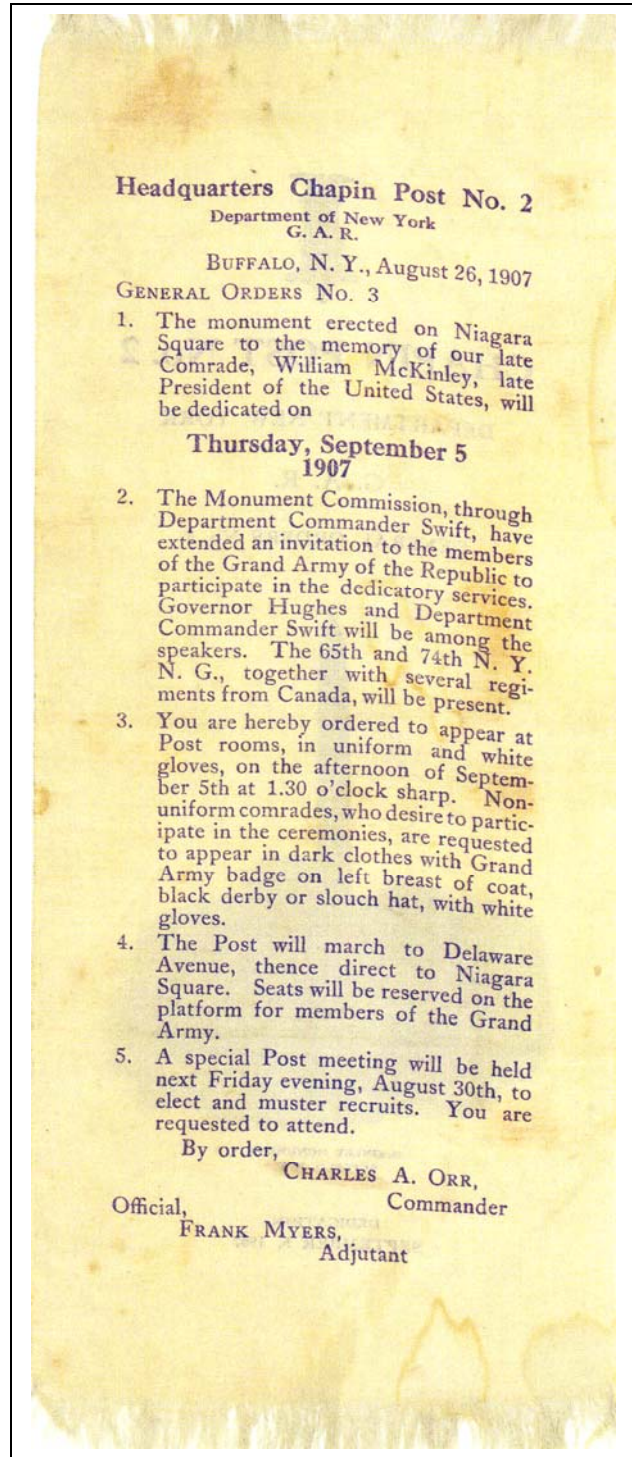 Headquarters Chapin Post No. 2
Department of New York
G. A. R.
BUFFALO, N. Y., August 26, 1907
GENERAL ORDERS No. 3
1. The monument erected on Niagara
Square to the memory of our late
Comrade, William McKinley, late
President of the United States, will
be dedicated on
Thursday, September 5
1907
2. The Monument Commission, through
Department Commander Swift, have
extended an invitation to the members
of the Grand Army of the Republic to
participate in the dedicatory services.
Governor Hughes and Department
Commander Swift will be among the
speakers. The 65th and 74th N. Y.
N. G., together with several regi-
ments from Canada, will be present.
3. You are hereby ordered to appear at
Post rooms, in uniform and white
gloves, on the afternoon of Septem-
ber 5th at 1.30 o'clock sharp. Non-
uniform comrades, who desire to partic-
ipate in the ceremonies, are requested
to appear in dark clothes with Grand
Army badge on left breast of coat,
black derby or slouch hat, with white
gloves.
4. The Post will march to Delaware
Avenue, thence direct to Niagara
Square. Seats will be reserved on the
platform for members of the Grand
Army.
5. A special Post meeting will be held
next Friday evening, August 30th, to
elect and muster recruits. You are
requested to attend.
By order,
CHARLES A. ORR,
Commander
Official,
FRANK MYERS,
Adjutant